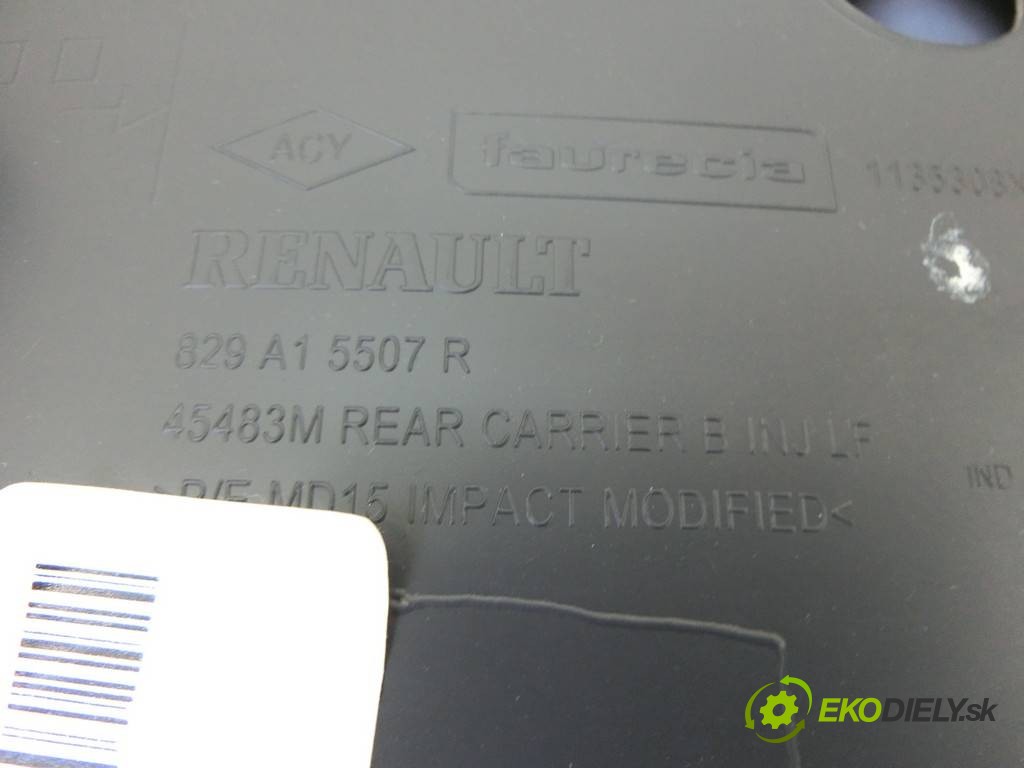 ACY
faurecia
RENAULT
829 A1 5507 R
45483M REAR CARRIER B INJ LF
IND
MD15 IMPACT MODIFIED<
EKODIELY.sk